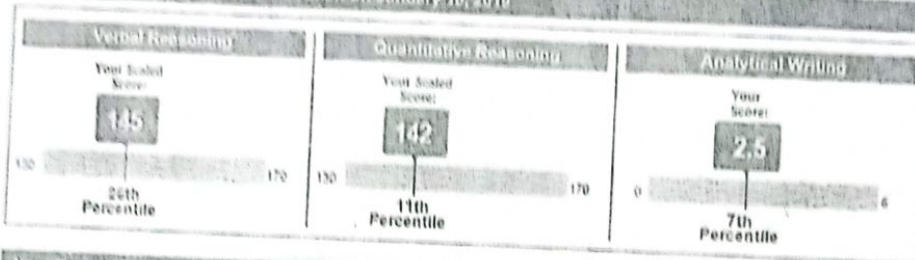 Verbal Reasoning
Your Scaled
Score:
145
130
170
26th
Percentile
Quantitative Reasoning
Your Scaled
Score:
142
130
170
11th
Percentile
Analytical Writing
Your
Score:
2.5
0
6
7th
Percentile